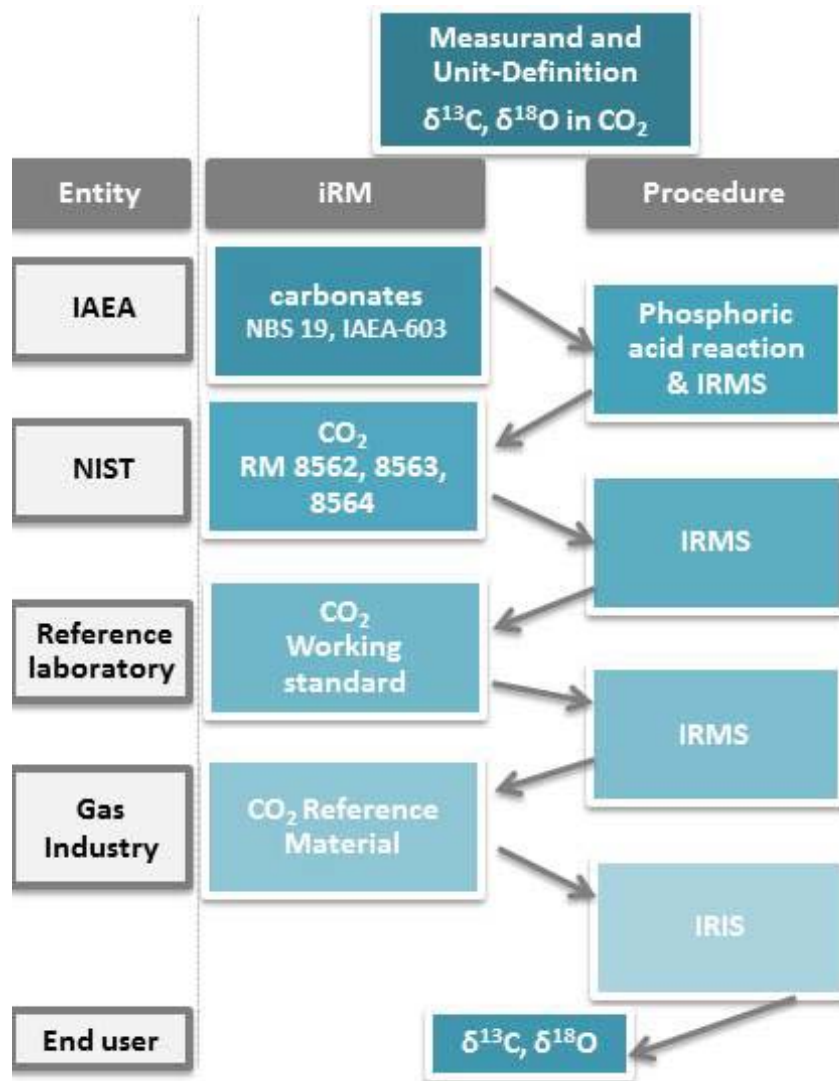 Measurand and
Unit-Definition
δ¹³C, δ¹⁸O in CO₂
Entity
iRM
Procedure
IAEA
carbonates
NBS 19, IAEA-603
Phosphoric
acid reaction
& IRMS
NIST
CO₂
RM 8562, 8563,
8564
IRMS
Reference
laboratory
CO₂
Working
standard
IRMS
Gas
Industry
CO₂ Reference
Material
IRIS
End user
δ¹³C, δ¹⁸O